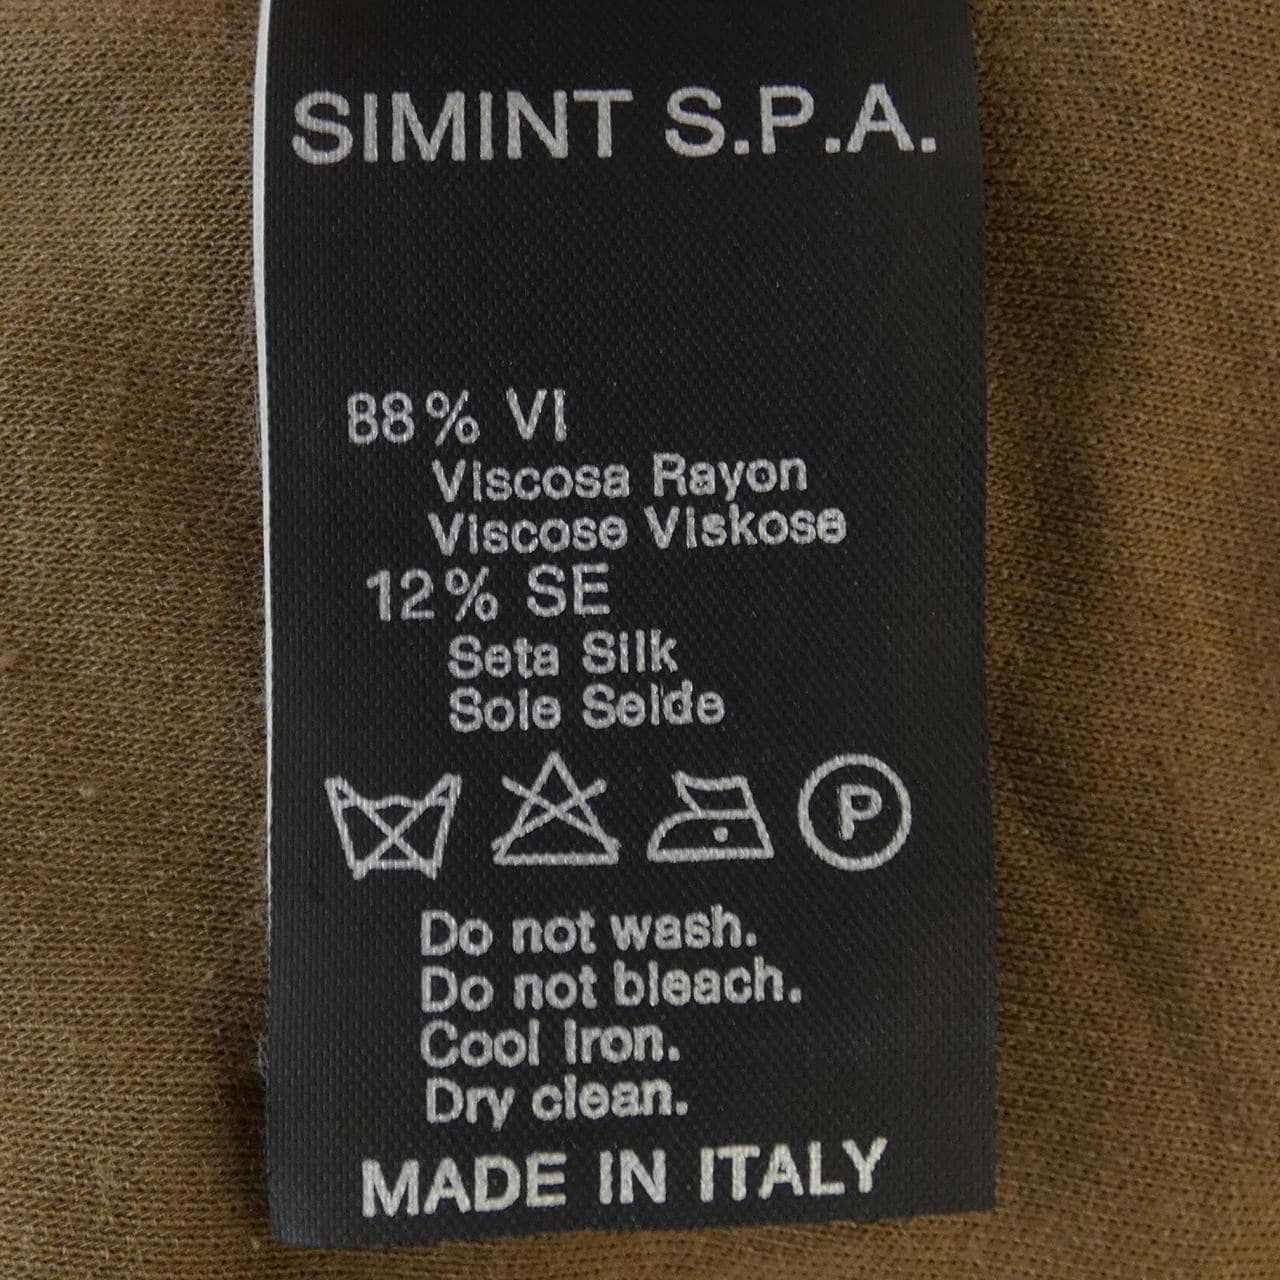 SIMINT S.P.A.
88% VI
Viscosa Rayon
Viscose Viskose
12% SE
Seta Silk
Soie Seide
P
Do not wash.
Do not bleach.
Cool Iron.
Dry clean.
MADE IN ITALY